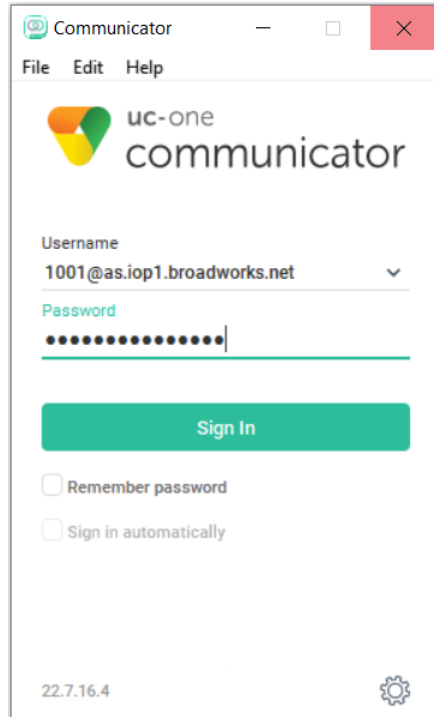 Communicator
File Edit Help
uc-one
communicator
Username
1001@as.iop1.broadworks.net
Password
•••••••••••••••
Sign In
Remember password
Sign in automatically
22.7.16.4